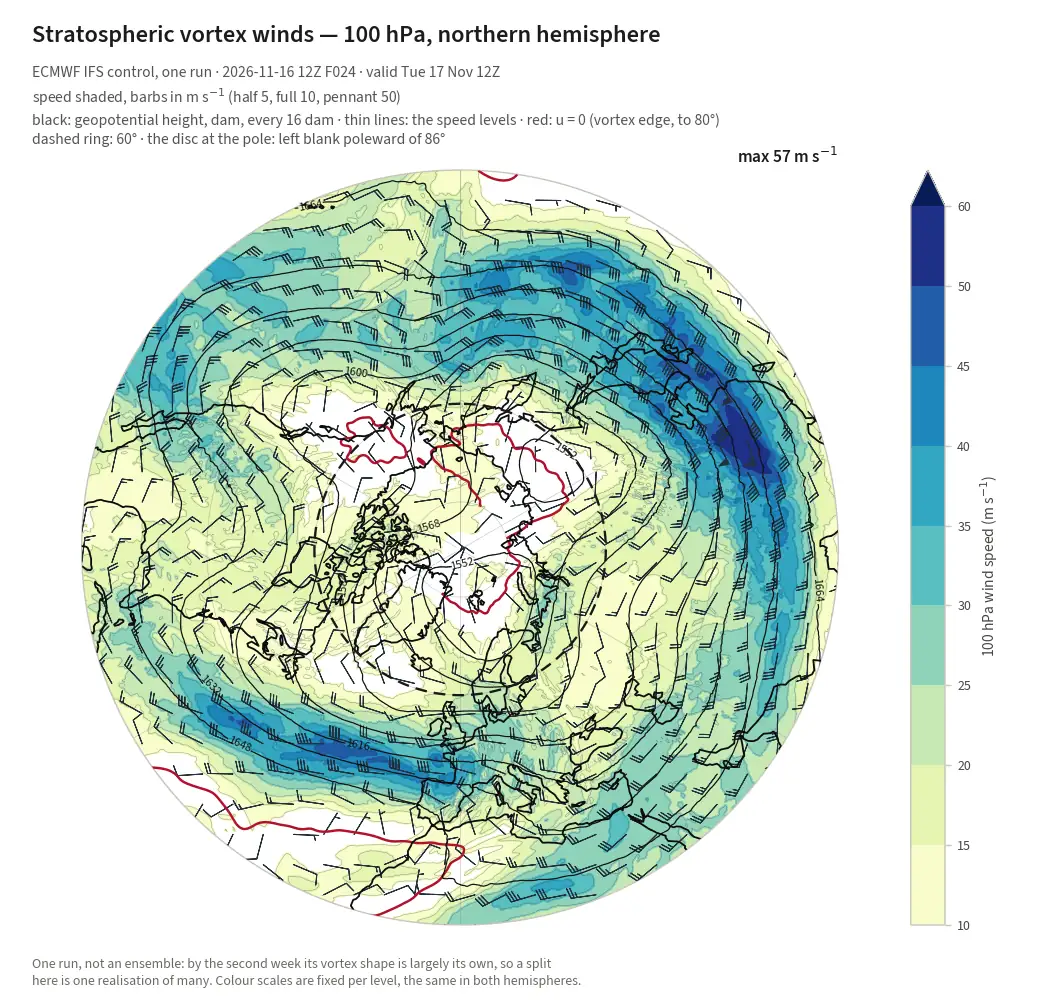 Stratospheric vortex winds — 100 hPa, northern hemisphere
ECMWF IFS control, one run · 2026-11-16 12Z F024 · valid Tue 17 Nov 12Z
speed shaded, barbs in m s⁻¹ (half 5, full 10, pennant 50)
black: geopotential height, dam, every 16 dam · thin lines: the speed levels · red: u = 0 (vortex edge, to 80°)
dashed ring: 60° · the disc at the pole: left blank poleward of 86°
max 57 m s⁻¹
1664
60
50
45
1600
40
1552
1568
35
100 hPa wind speed (m s⁻¹)
1552
1664
30
25
1632
1616
1648
20
15
10
One run, not an ensemble: by the second week its vortex shape is largely its own, so a split
here is one realisation of many. Colour scales are fixed per level, the same in both hemispheres.